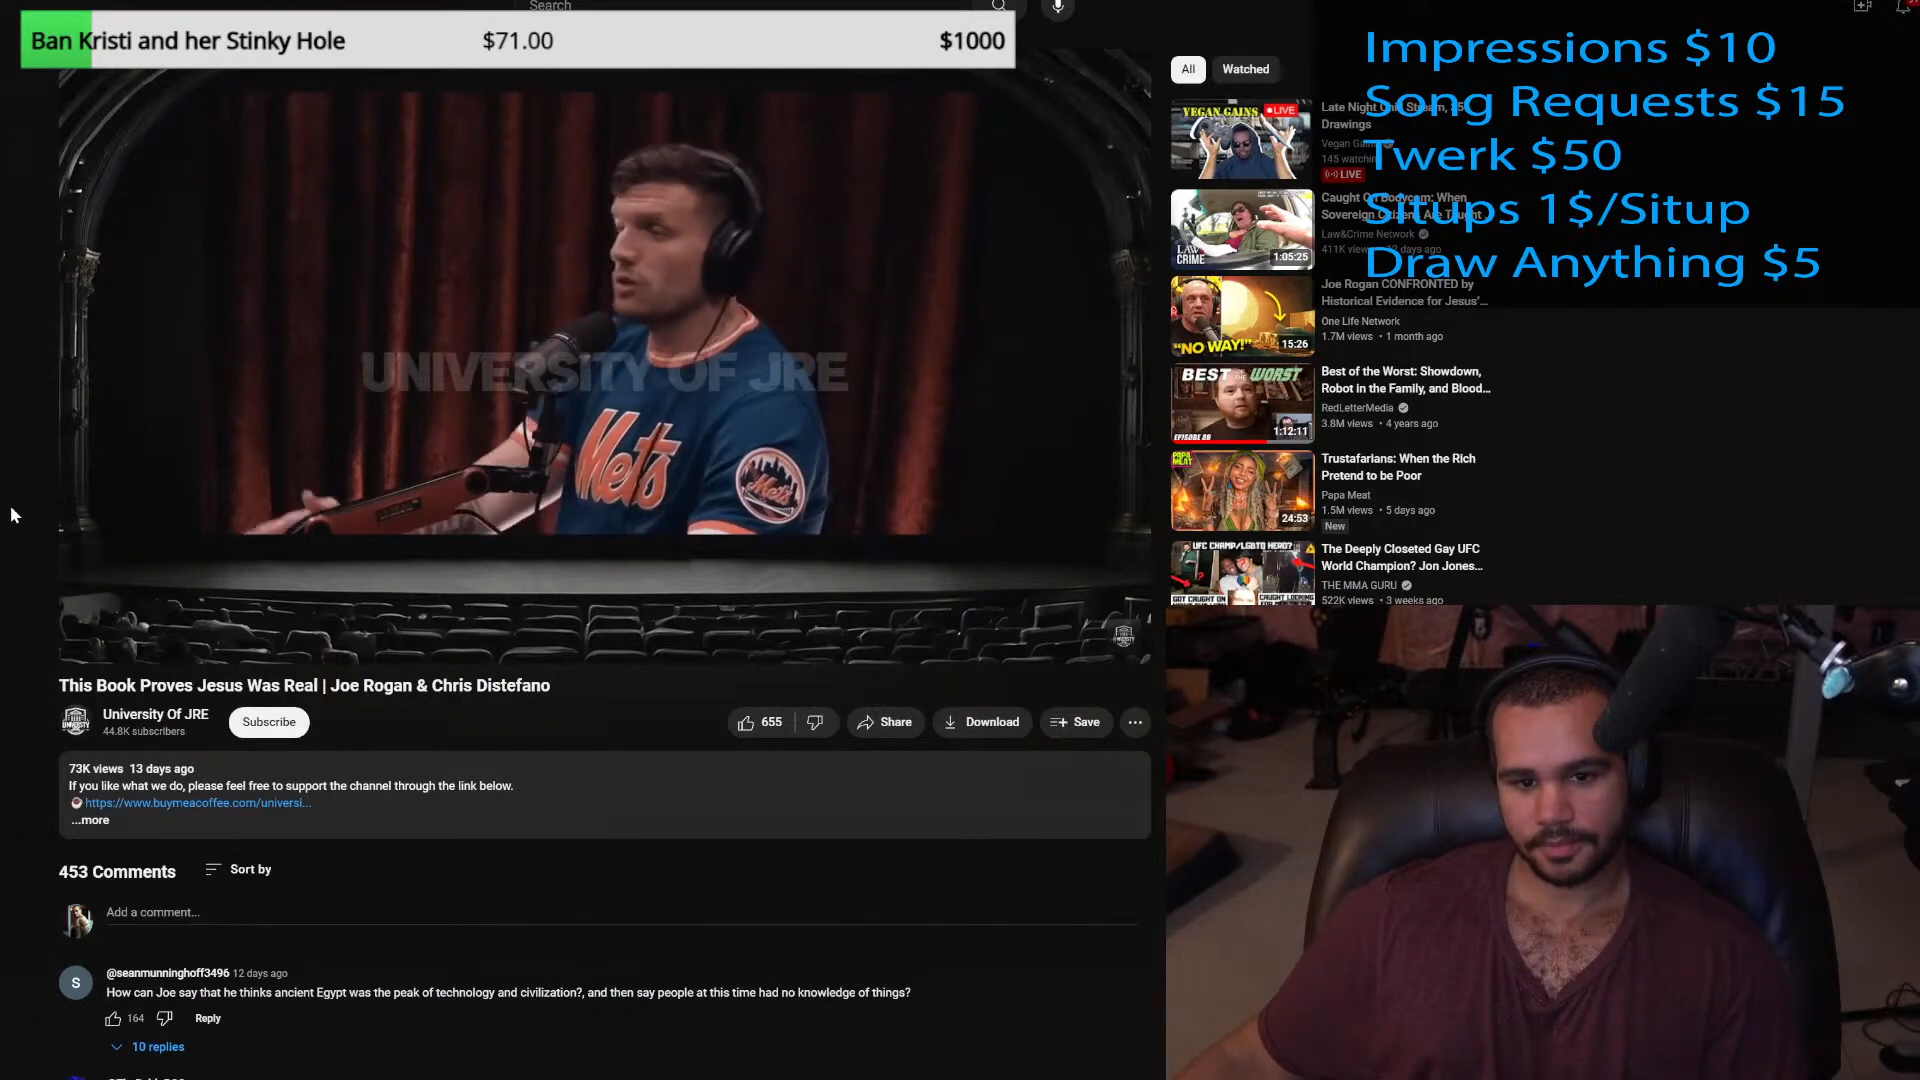 Search
Ban Kristi and her Stinky Hole $71.00 $1000
Impressions $10
Song Requests $15
Twerk $50
Situps 1$/Situp
Draw Anything $5
UNIVERSITY OF JRE
Mets
Mets
This Book Proves Jesus Was Real | Joe Rogan & Chris Distefano
University Of JRE
44.8K subscribers
Subscribe
655
Share
Download
Save
73K views 13 days ago
If you like what we do, please feel free to support the channel through the link below.
https://www.buymeacoffee.com/universi...
...more
453 Comments
Sort by
Add a comment...
S
@seanmunninghoff3496 12 days ago
How can Joe say that he thinks ancient Egypt was the peak of technology and civilization?, and then say people at this time had no knowledge of things?
164
Reply
10 replies
All
Watched
VEGAN GAINS
LIVE
Late Night
Stream,
Drawings
Vegan
145
LIVE
LAW
CRIME
1:05:25
Caught On Bodycam: When
Sovereign Citizens Are Taught
Law&Crime Network
411K views
days ago
"NO WAY!"
15:26
Joe Rogan CONFRONTED by
Historical Evidence for Jesus'...
One Life Network
1.7M views • 1 month ago
BEST OF THE WORST
EPISODE 86
1:12:11
Best of the Worst: Showdown,
Robot in the Family, and Blood...
RedLetterMedia
3.8M views • 4 years ago
PAPA
MEAT
24:53
Trustafarians: When the Rich
Pretend to be Poor
Papa Meat
1.5M views • 5 days ago
New
UFC CHAMP/LGBTQ HERO?
GOT CAUGHT ON
CAUGHT LOOKING
The Deeply Closeted Gay UFC
World Champion? Jon Jones...
THE MMA GURU
522K views • 3 weeks ago